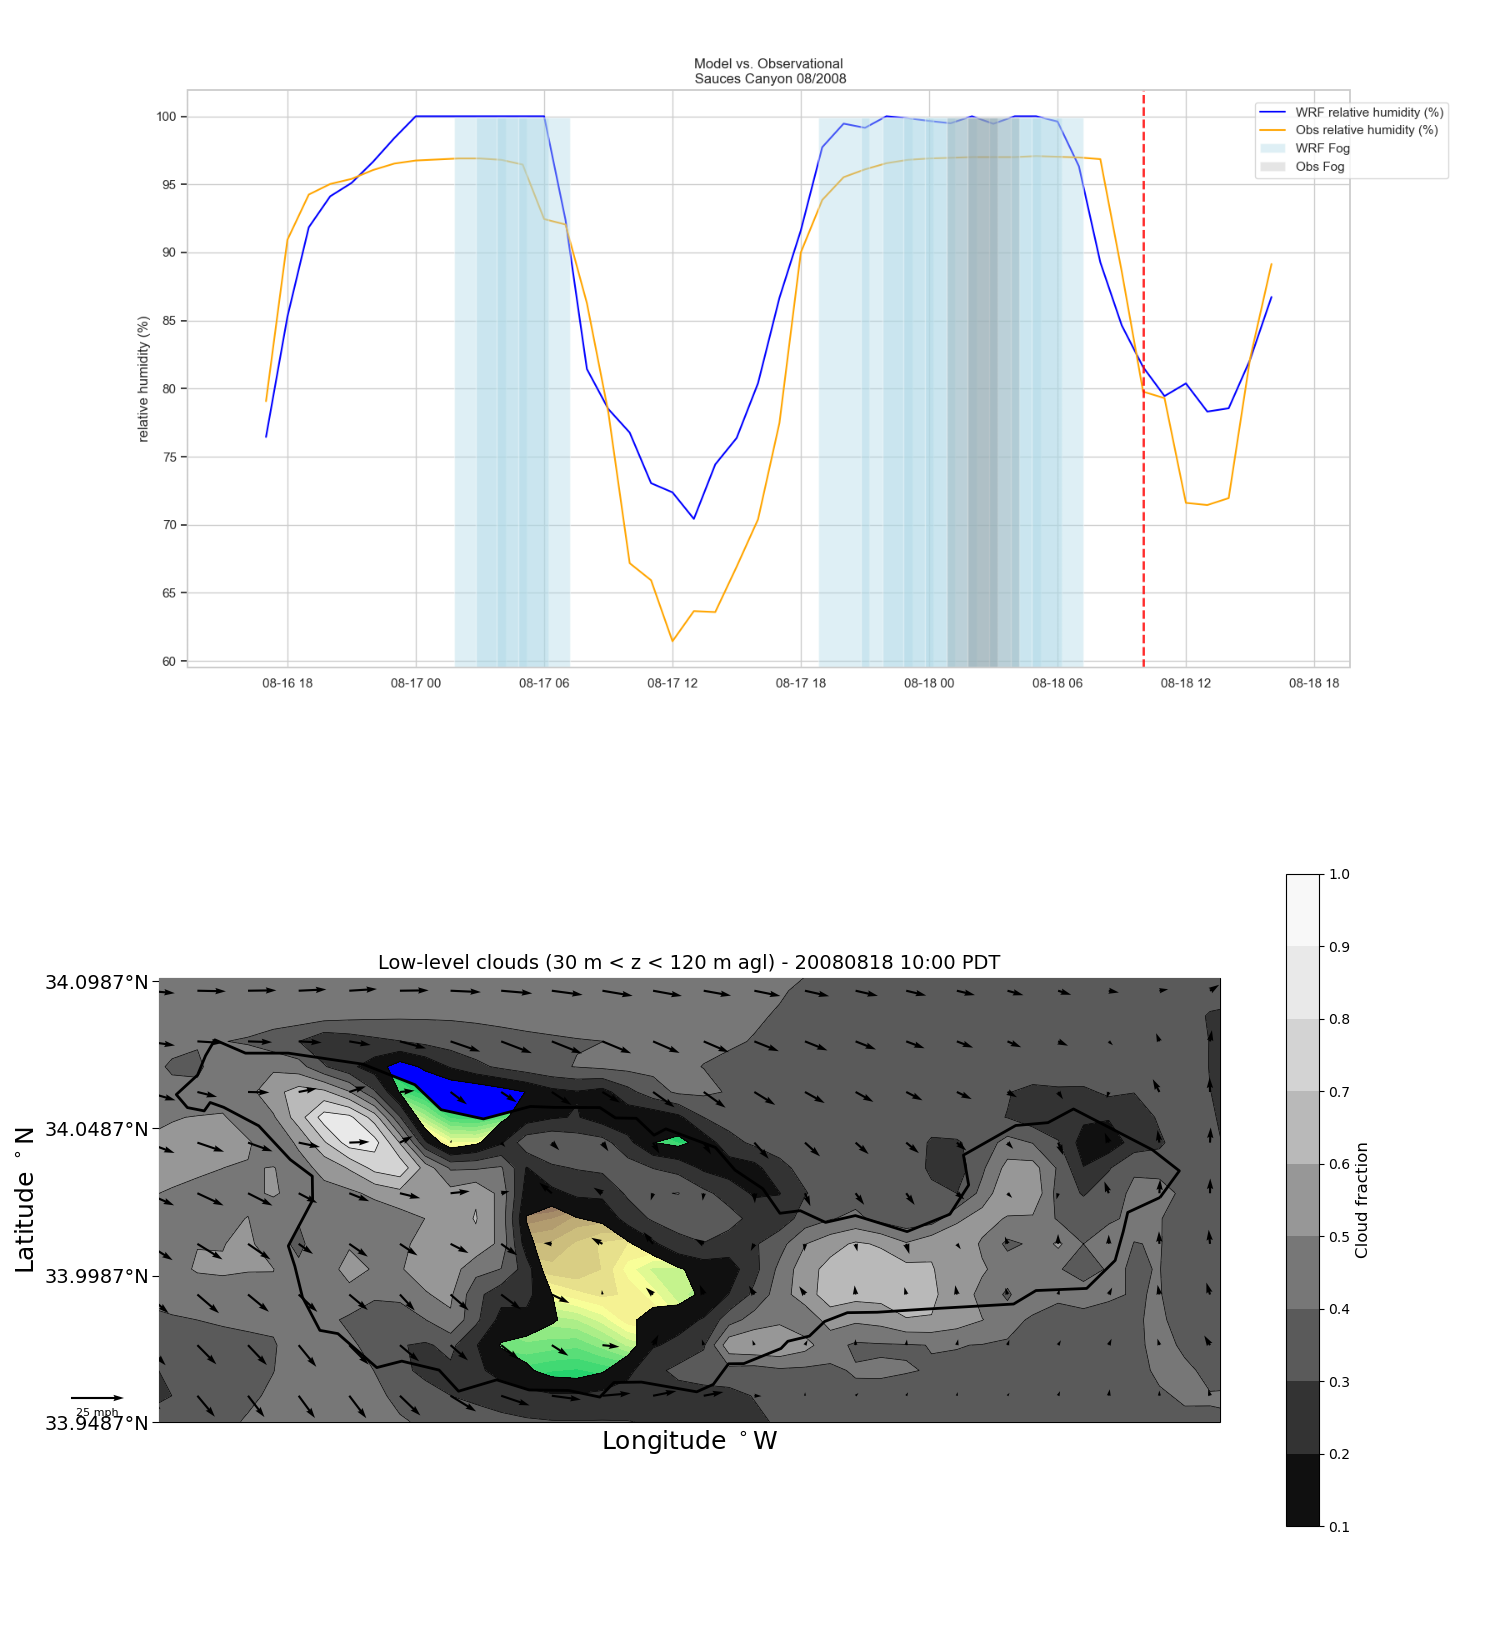 Model vs. Observational
Sauces Canyon 08/2008
WRF relative humidity (%)
Obs relative humidity (%)
WRF Fog
Obs Fog
relative humidity (%)
100
95
90
85
80
75
70
65
60
08-16 18
08-17 00
08-17 06
08-17 12
08-17 18
08-18 00
08-18 06
08-18 12
08-18 18
Low-level clouds (30 m < z < 120 m agl) - 20080818 10:00 PDT
34.0987°N
34.0487°N
33.9987°N
33.9487°N
Latitude °N
25 mph
Longitude °W
1.0
0.9
0.8
0.7
0.6
0.5
0.4
0.3
0.2
0.1
Cloud fraction